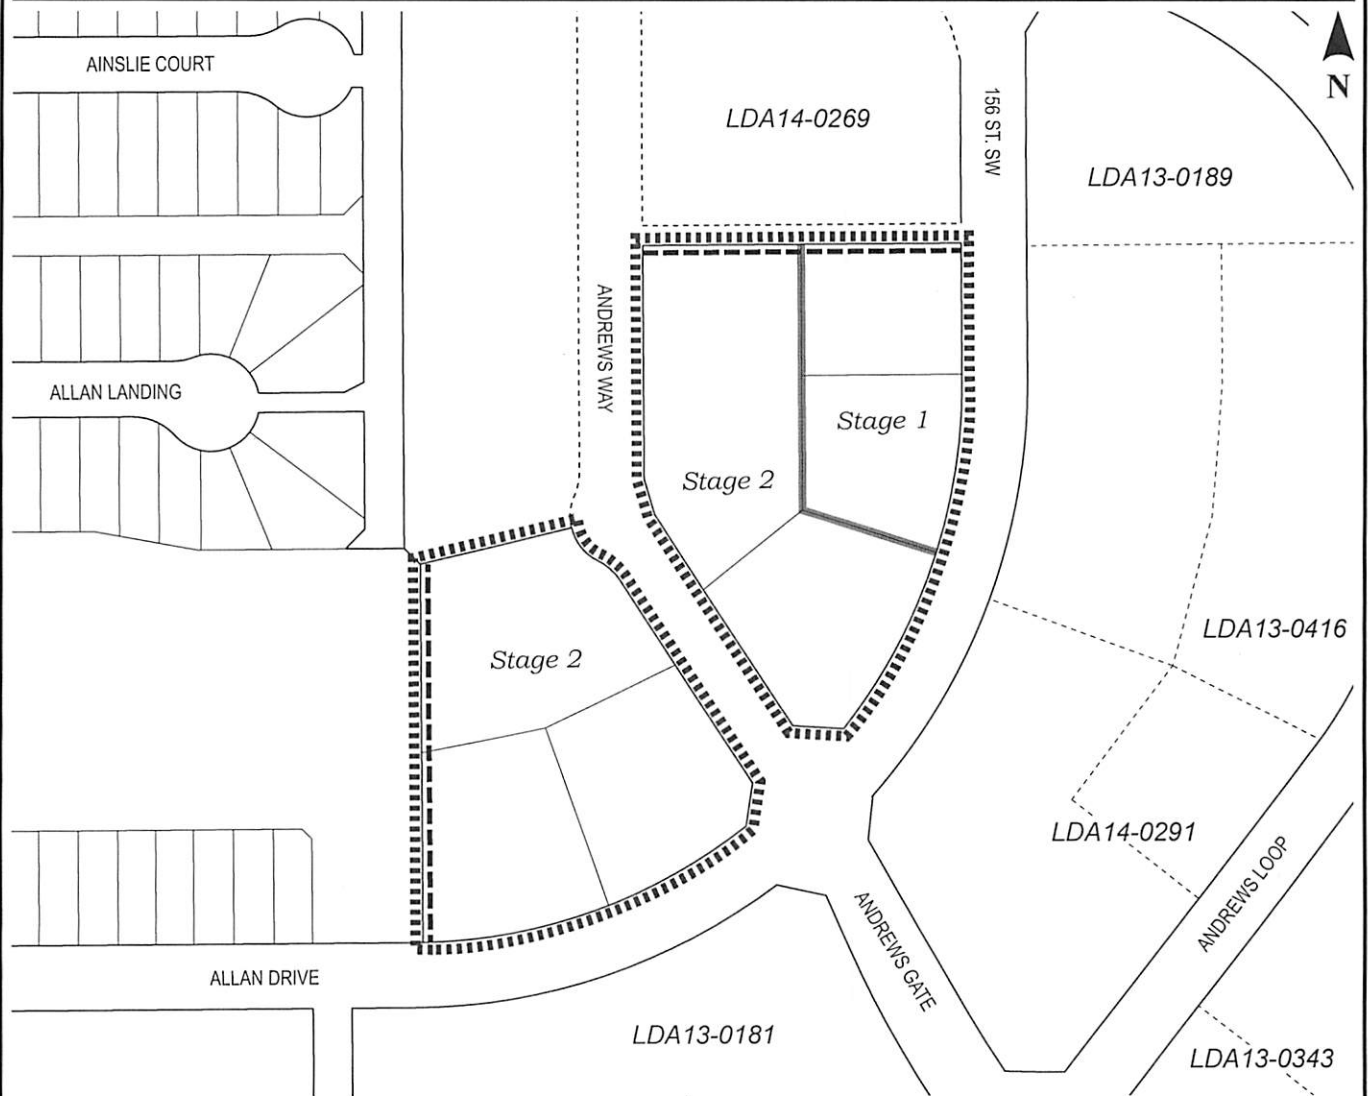 AINSLIE COURT
LDA14-0269
156 ST. SW
N
LDA13-0189
ANDREWS WAY
ALLAN LANDING
Stage 1
Stage 2
LDA13-0416
Stage 2
LDA14-0291
ANDREWS LOOP
ANDREWS GATE
ALLAN DRIVE
LDA13-0181
LDA13-0343